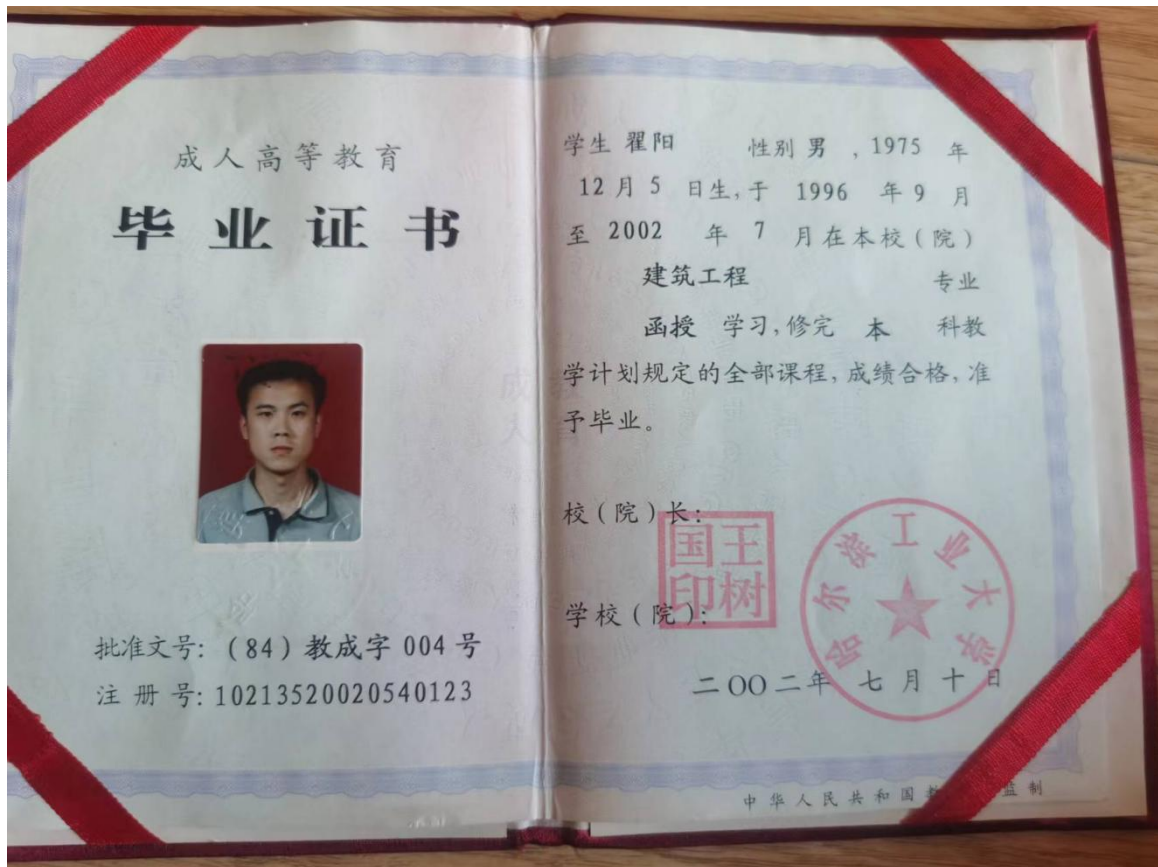 成人高等教育
毕业证书
批准文号:(84)教成字 004 号
注 册 号:10213520020540123
学生 翟阳 性别 男 , 1975 年
12 月 5 日生,于 1996 年 9 月
至 2002 年 7 月在本校(院)
建筑工程 专业
函授 学习,修完 本 科教
学计划规定的全部课程,成绩合格,准
予毕业。
校(院)长:
王树国印
学校(院):
哈尔滨工业大学
二〇〇二年 七月十日
中华人民共和国教 监制